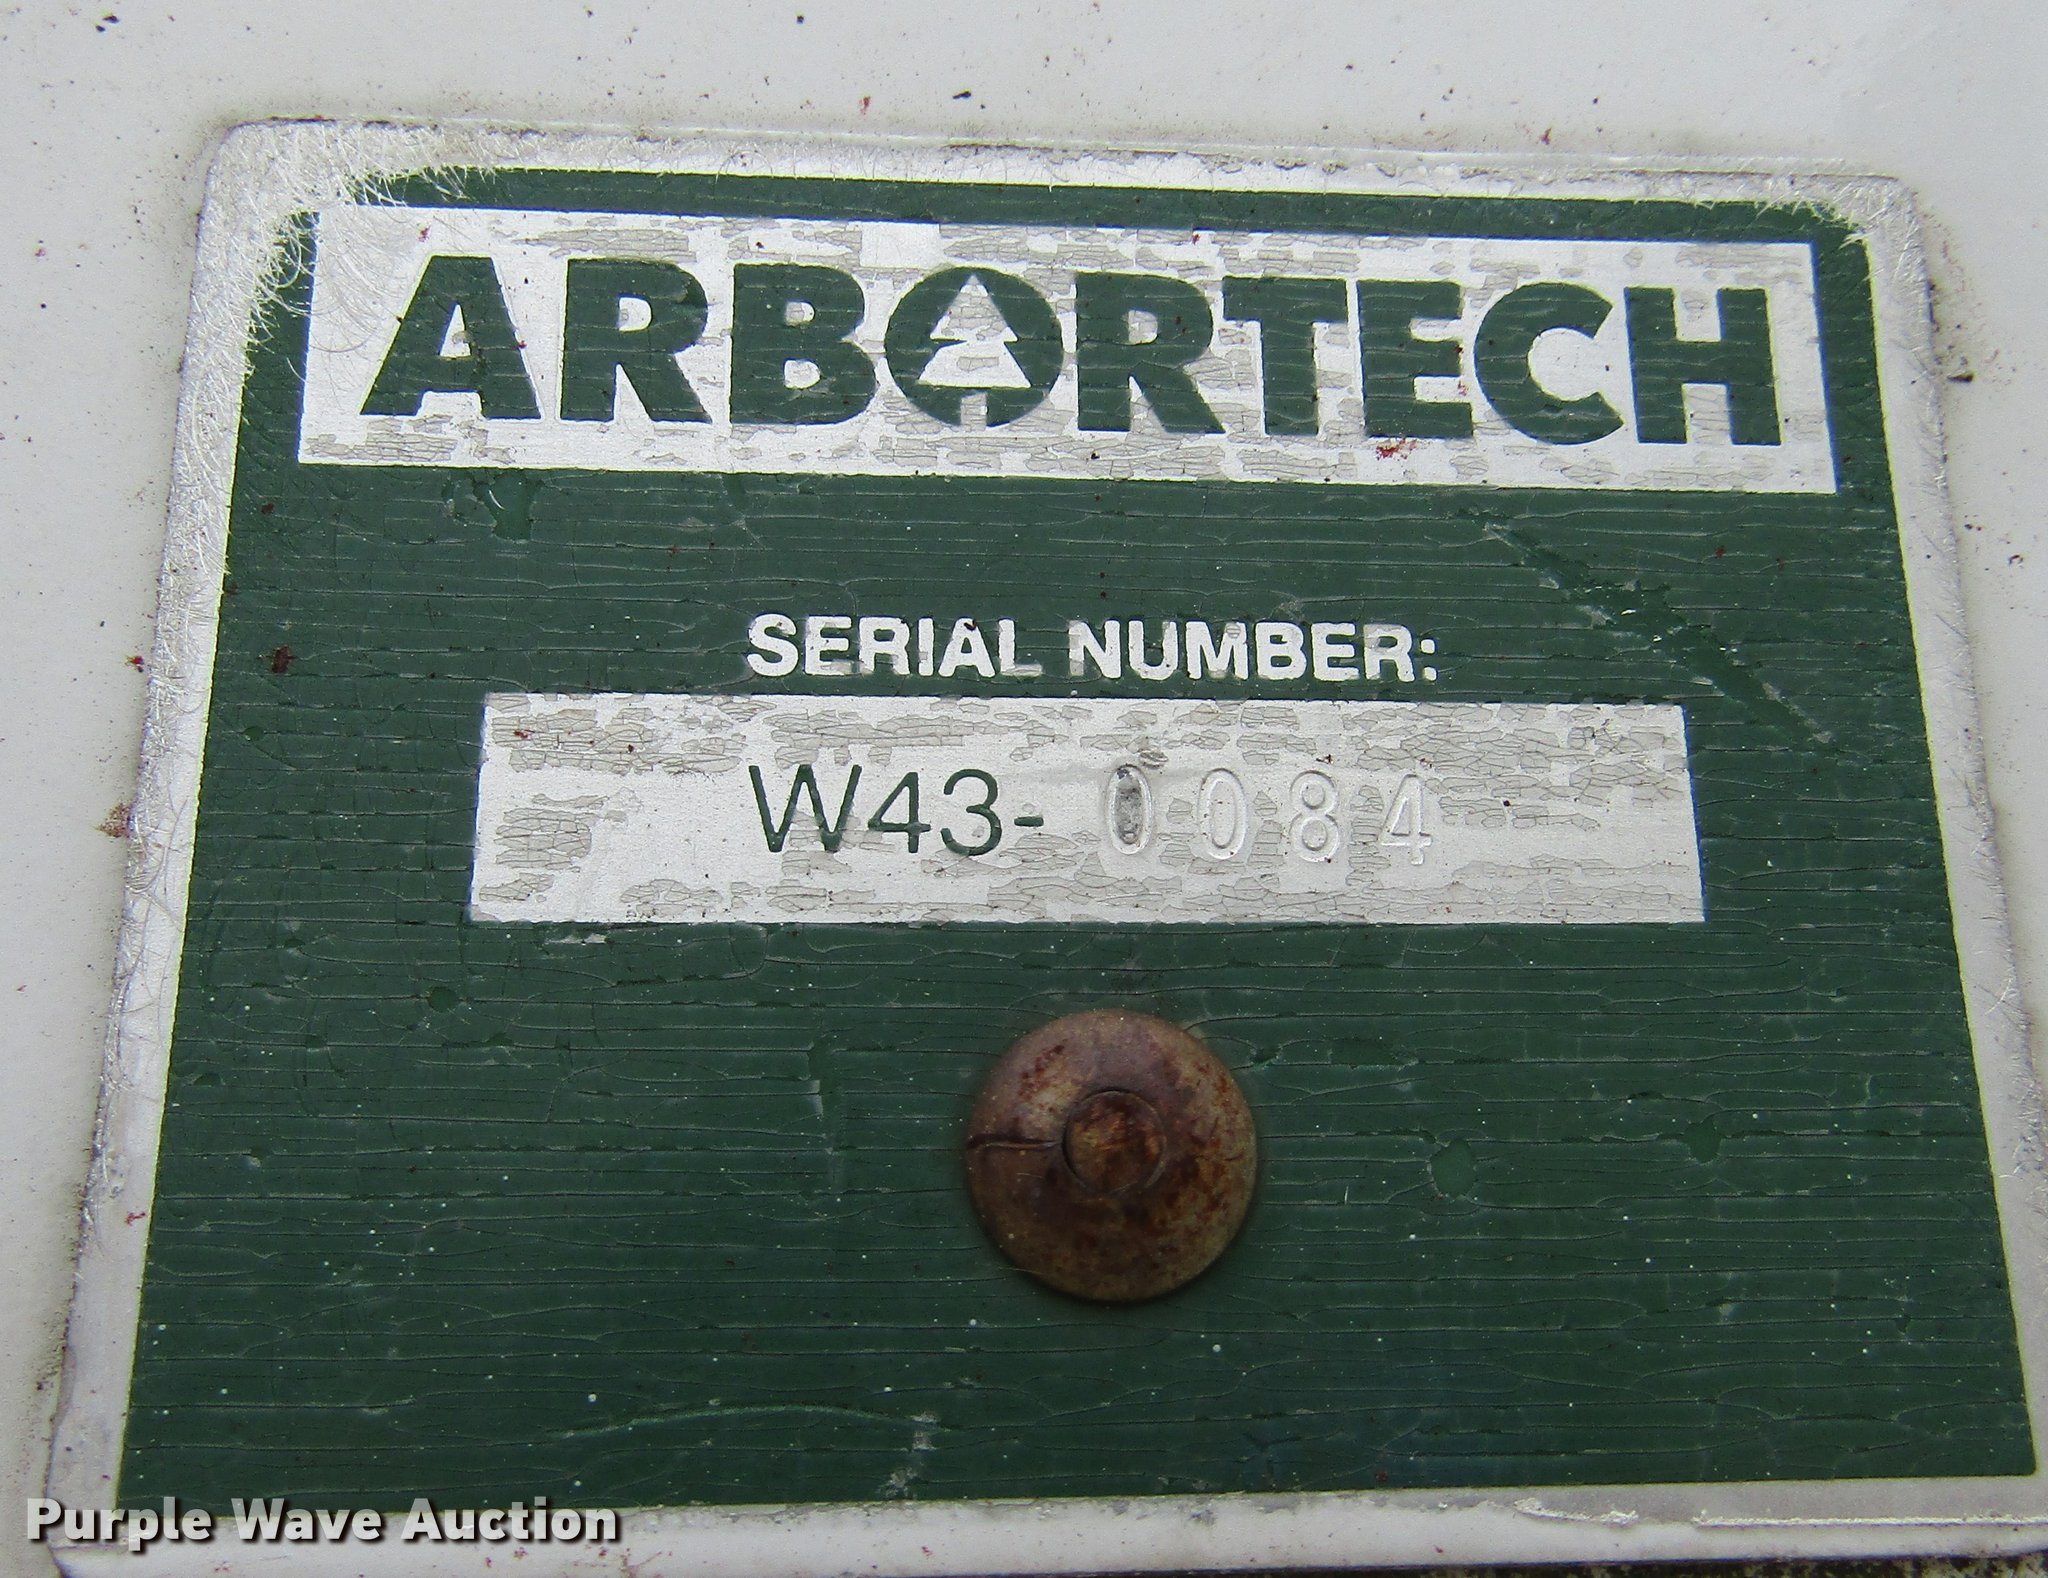 ARBORTECH
SERIAL NUMBER:
W43- 0084
Purple Wave Auction